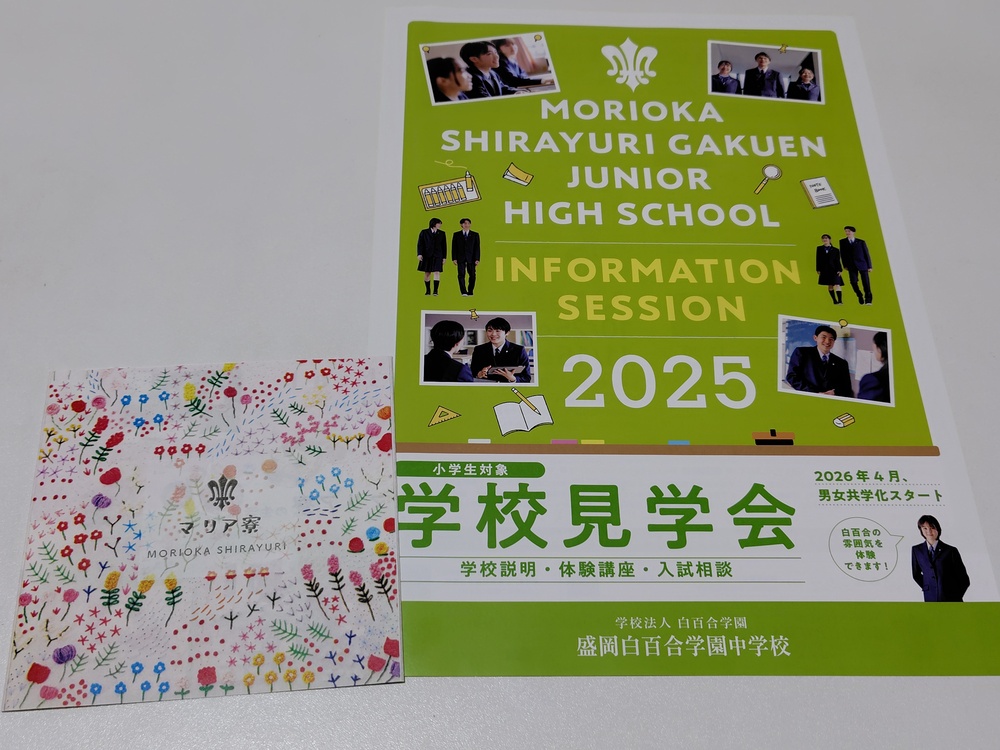 MORIOKA
SHIRAYURI GAKUEN
JUNIOR
HIGH SCHOOL
INFORMATION
SESSION
2025
小学生対象
学校見学会
学校説明・体験講座・入試相談
2026年4月、
男女共学化スタート
白百合の
雰囲気を
体験
できます！
学校法人 白百合学園
盛岡白百合学園中学校
マリア寮
MORIOKA SHIRAYURI